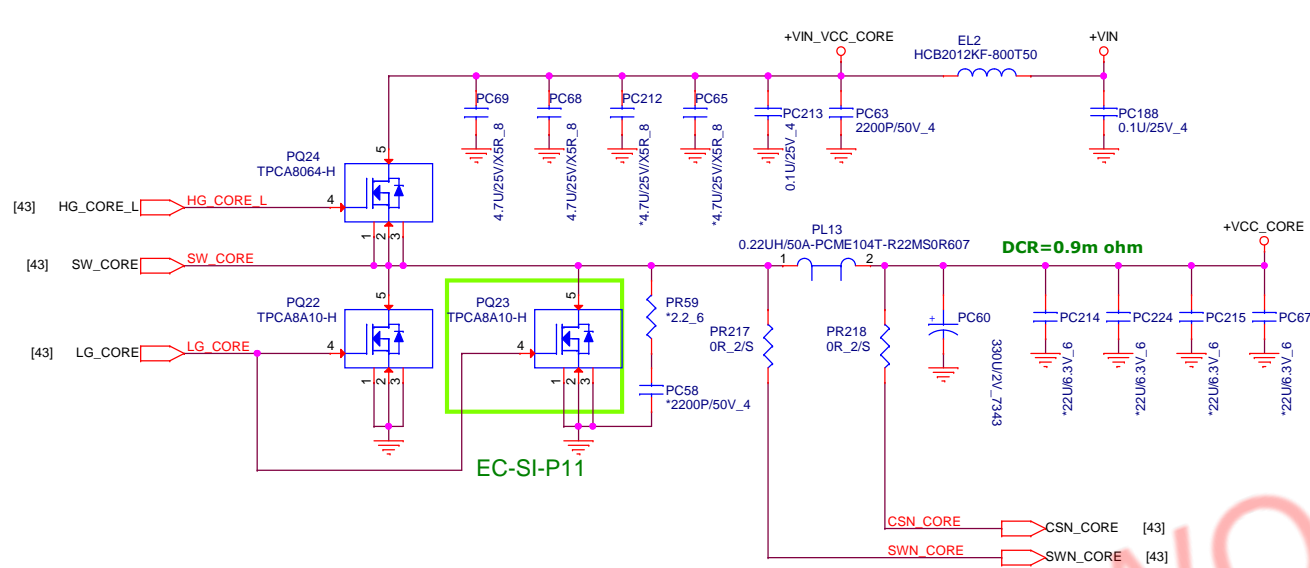 +VIN_VCC_CORE
EL2
HCB2012KF-800T50
+VIN
PC69
4.7U/25V/X5R_8
PC68
4.7U/25V/X5R_8
PC212
*4.7U/25V/X5R_8
PC65
*4.7U/25V/X5R_8
PC213
0.1U/25V_4
PC63
2200P/50V_4
PC188
0.1U/25V_4
PQ24
TPCA8064-H
5
4
1
2
3
[43]
HG_CORE_L
HG_CORE_L
[43]
SW_CORE
SW_CORE
PL13
0.22UH/50A-PCME104T-R22MS0R607
1
2
DCR=0.9m ohm
+VCC_CORE
PQ22
TPCA8A10-H
5
4
1
2
3
PQ23
TPCA8A10-H
5
4
1
2
3
PR59
*2.2_6
PC58
*2200P/50V_4
PR217
0R_2/S
PR218
0R_2/S
+
PC60
330U/2V_7343
PC214
*22U/6.3V_6
PC224
*22U/6.3V_6
PC215
*22U/6.3V_6
PC67
*22U/6.3V_6
[43]
LG_CORE
LG_CORE
EC-SI-P11
CSN_CORE
CSN_CORE
[43]
SWN_CORE
SWN_CORE
[43]